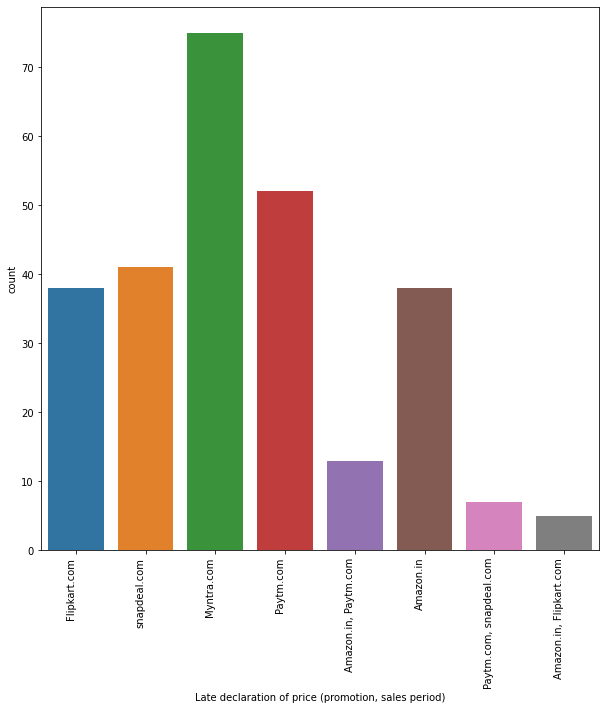 70
60
50
40
30
20
10
0
count
Flipkart.com
snapdeal.com
Myntra.com
Paytm.com
Amazon.in, Paytm.com
Amazon.in
Paytm.com, snapdeal.com
Amazon.in, Flipkart.com
Late declaration of price (promotion, sales period)